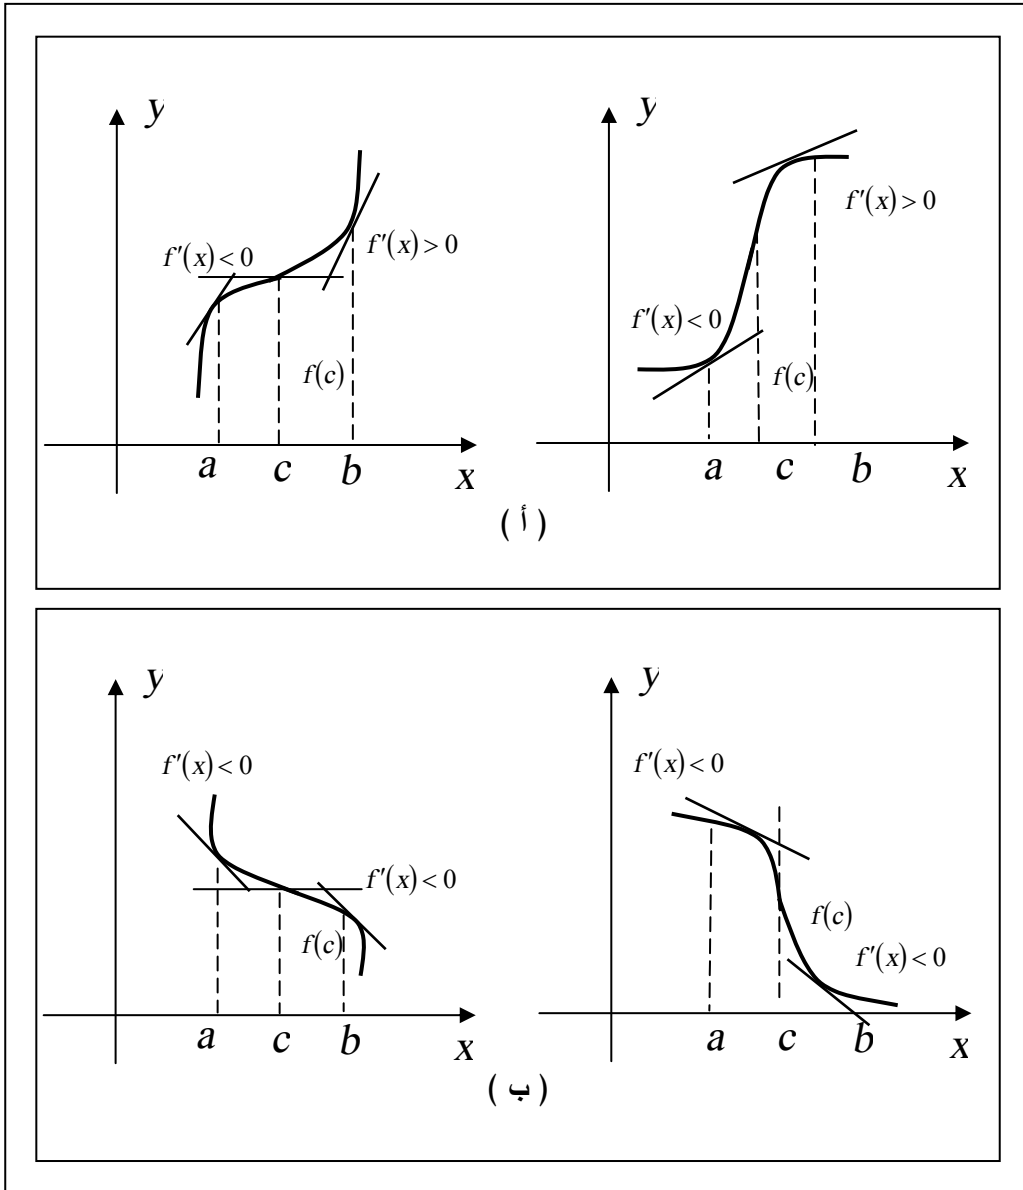 y
y
f′(x) > 0
f′(x) < 0
f′(x) > 0
f′(x) < 0
f(c)
f(c)
a c b x
a c b x
( أ )
y
y
f′(x) < 0
f′(x) < 0
f′(x) < 0
f(c)
f(c)
f′(x) < 0
a c b x
a c b x
( ب )